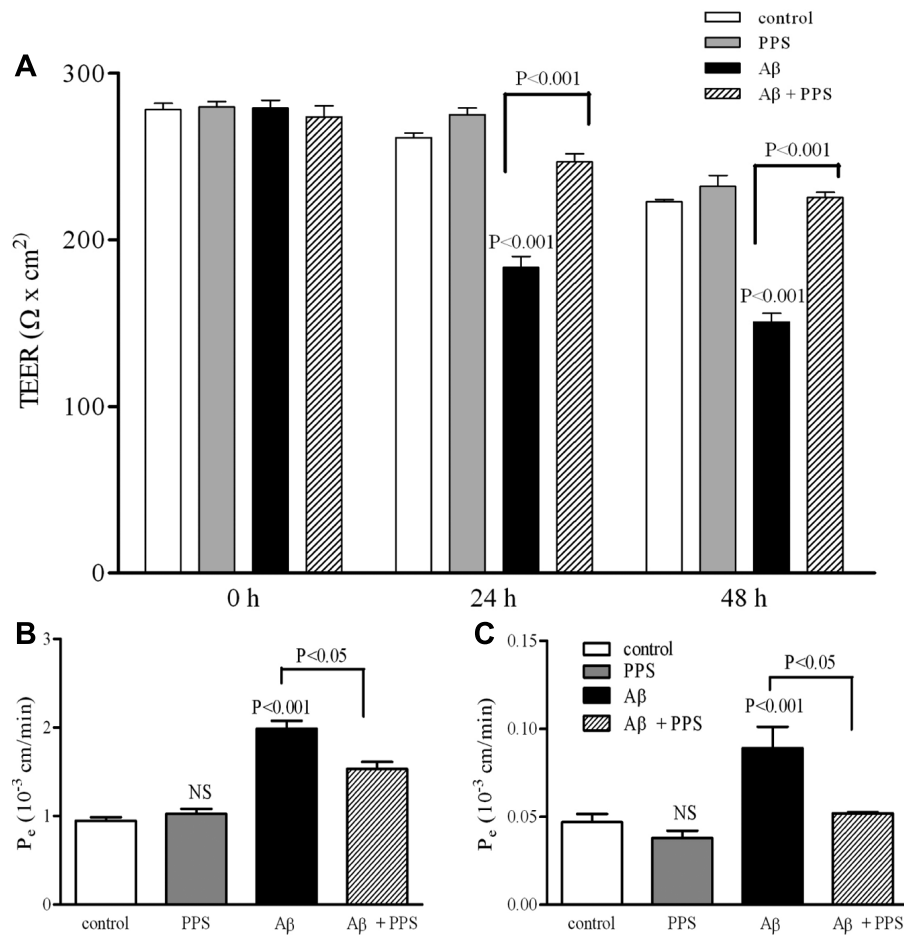 control
PPS
Aβ
Aβ + PPS
A
300
200
100
0
TEER (Ω x cm²)
P<0.001
P<0.001
P<0.001
P<0.001
0 h
24 h
48 h
B
3
2
1
0
Pₑ (10⁻³ cm/min)
NS
P<0.001
P<0.05
control
PPS
Aβ
Aβ + PPS
C
0.15
0.10
0.05
0.00
Pₑ (10⁻³ cm/min)
control
PPS
Aβ
Aβ + PPS
P<0.05
P<0.001
NS
control
PPS
Aβ
Aβ + PPS